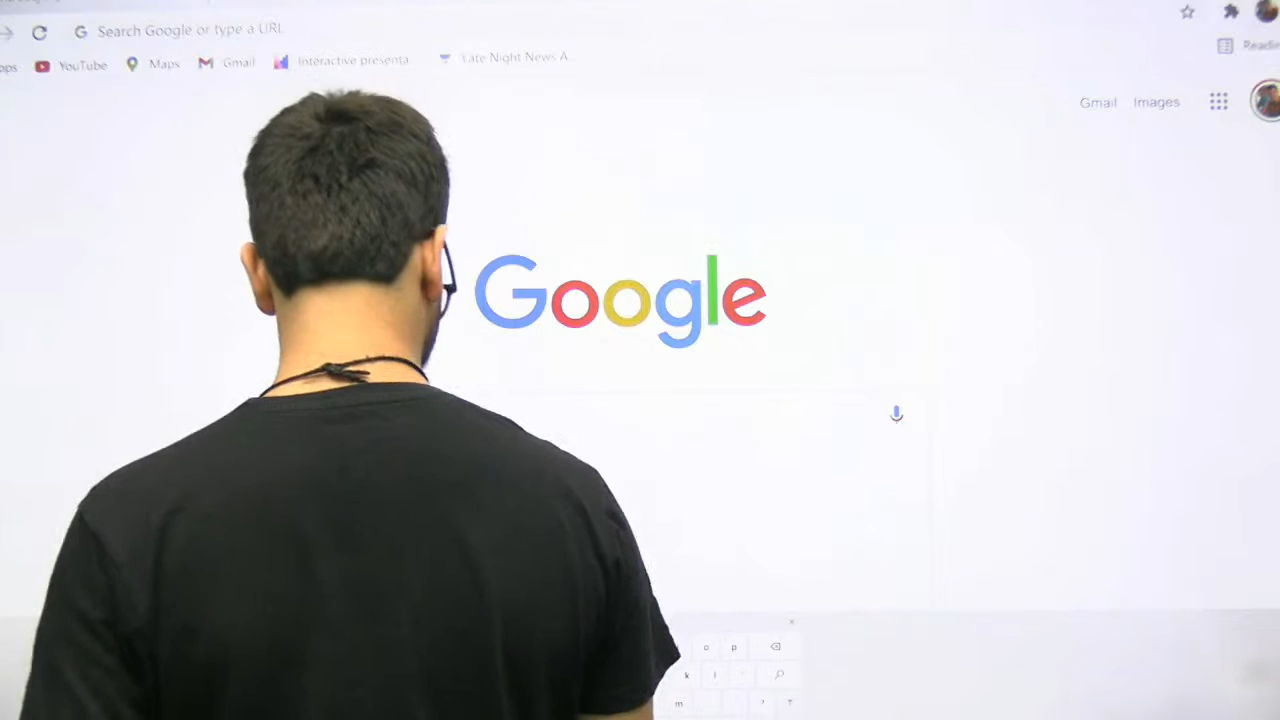 Search Google or type a URL
YouTube Maps Gmail Interactive presenta... Late Night News A...
Gmail Images
Google
o p
k l
m ?